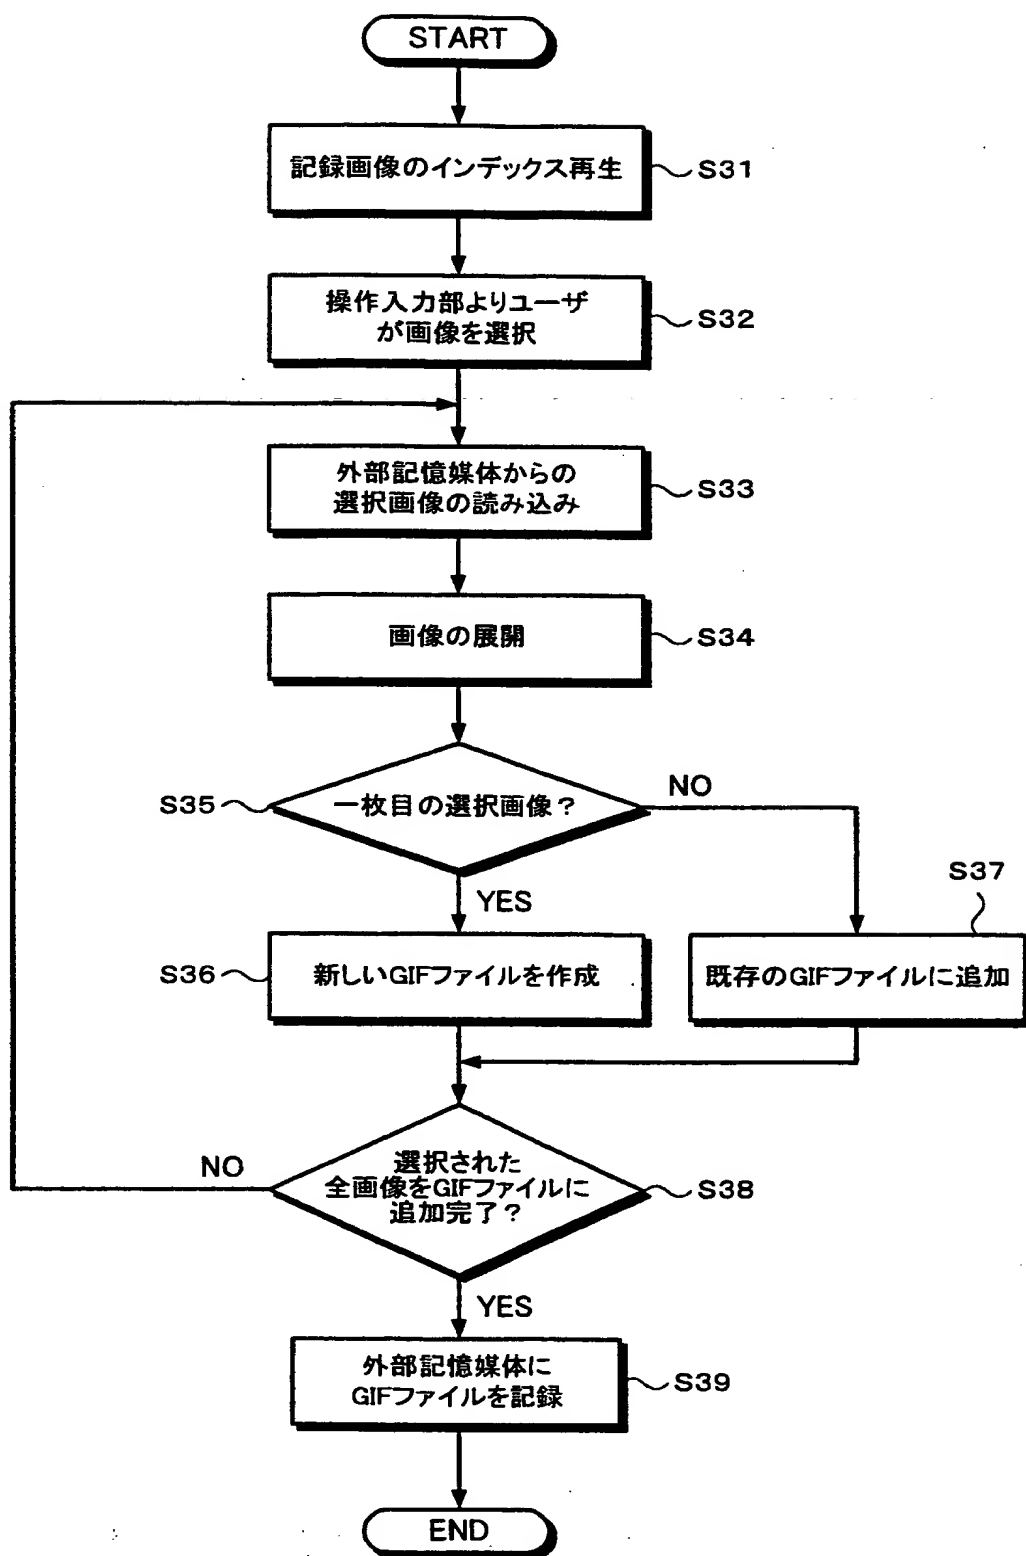 START
記録画像のインデックス再生
S31
操作入力部よりユーザ
が画像を選択
S32
外部記憶媒体からの
選択画像の読み込み
S33
画像の展開
S34
S35
一枚目の選択画像?
NO
YES
S37
S36
新しいGIFファイルを作成
既存のGIFファイルに追加
NO
選択された
全画像をGIFファイルに
追加完了?
S38
YES
外部記憶媒体に
GIFファイルを記録
S39
END